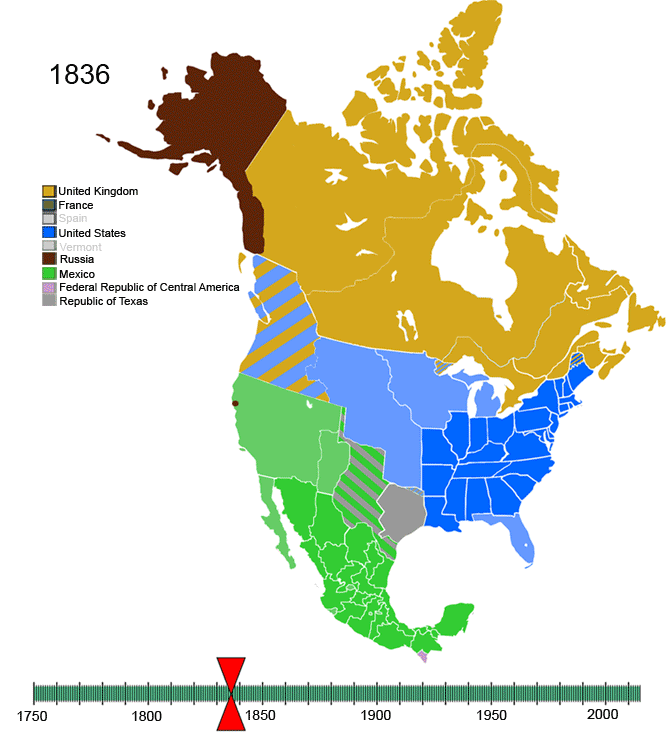 1836
United Kingdom
France
Spain
United States
Vermont
Russia
Mexico
Federal Republic of Central America
Republic of Texas
1750 1800 1850 1900 1950 2000